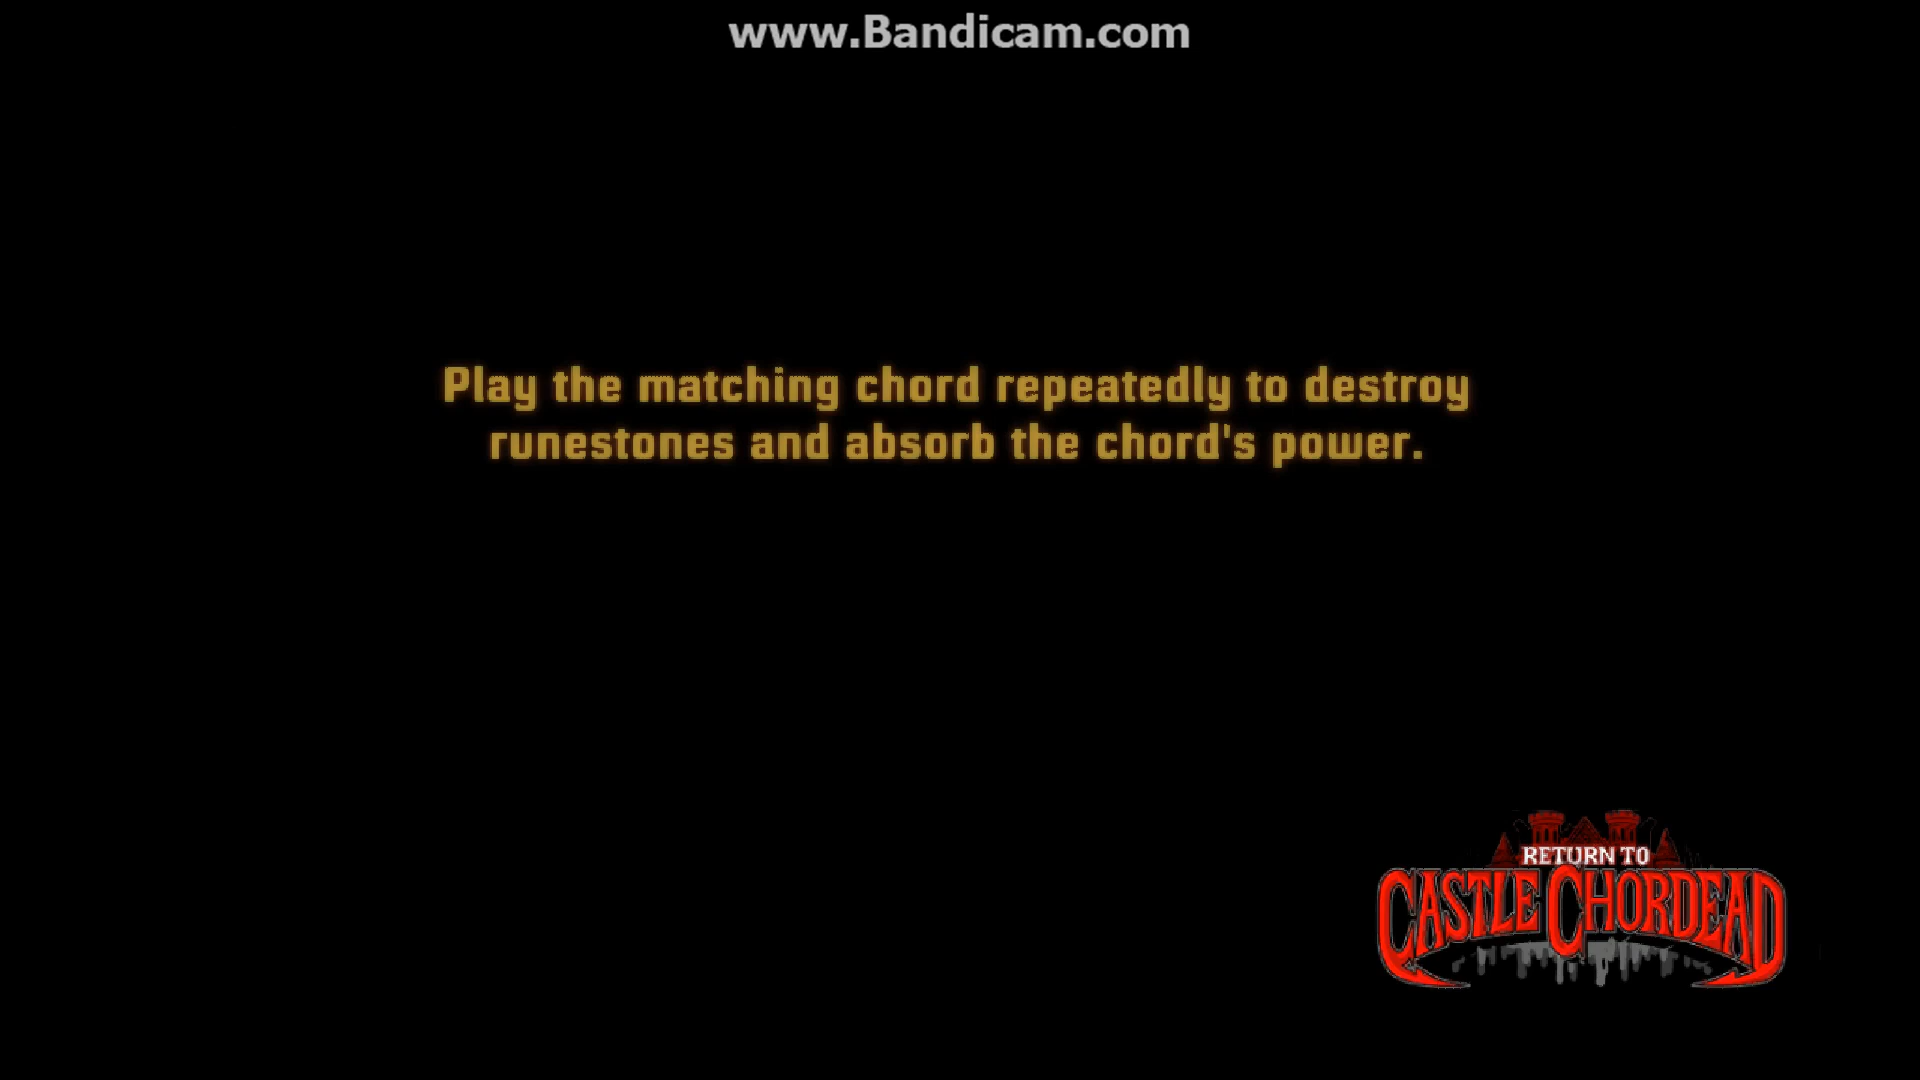 www.Bandicam.com
Play the matching chord repeatedly to destroy
runestones and absorb the chord's power.
RETURN TO
CASTLE CHORDEAD